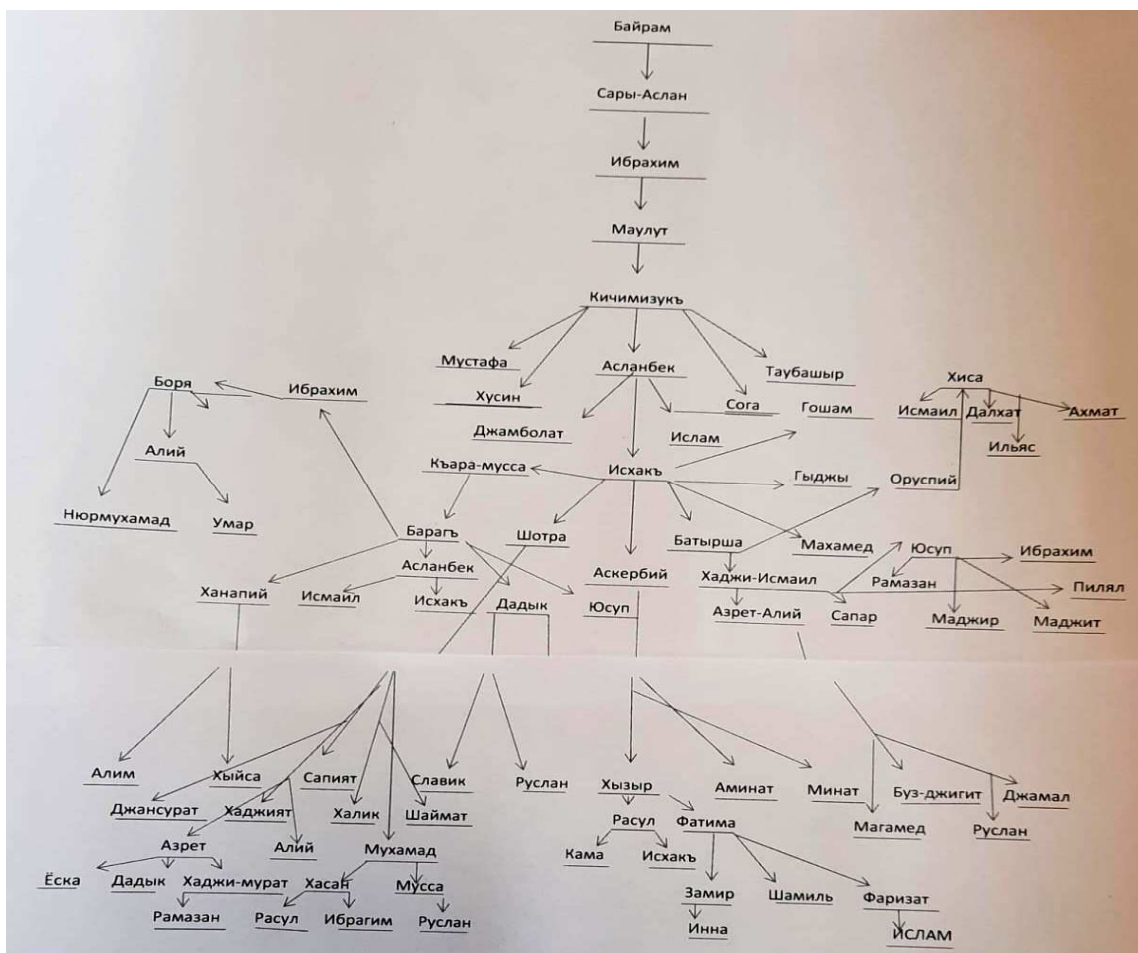 Байрам
Сары-Аслан
Ибрахим
Маулут
Кичимизукъ
Мустафа Асланбек Таубашыр
Боря Ибрахим Хусин Сога Гошам Хиса
Исмаил Далхат Ахмат
Джамболат Ислам Ильяс
Алий Къара-мусса Исхакъ Гыджы Оруспий
Нюрмухамад Умар Барагъ Шотра Батырша Махамед Юсуп Ибрахим
Асланбек Аскербий Хаджи-Исмаил Рамазан Пилял
Ханапий Исмаил Исхакъ Дадык Юсуп Азрет-Алий Сапар Маджир Маджит
Алим Хыйса Сапият Славик Руслан Хызыр Аминат Минат Буз-джигит Джамал
Джансурат Хаджият Халик Шаймат Расул Фатима Магамед Руслан
Азрет Алий Мухамад Кама Исхакъ
Ёска Дадык Хаджи-мурат Хасан Мусса Замир Шамиль Фаризат
Рамазан Расул Ибрагим Руслан Инна ИСЛАМ